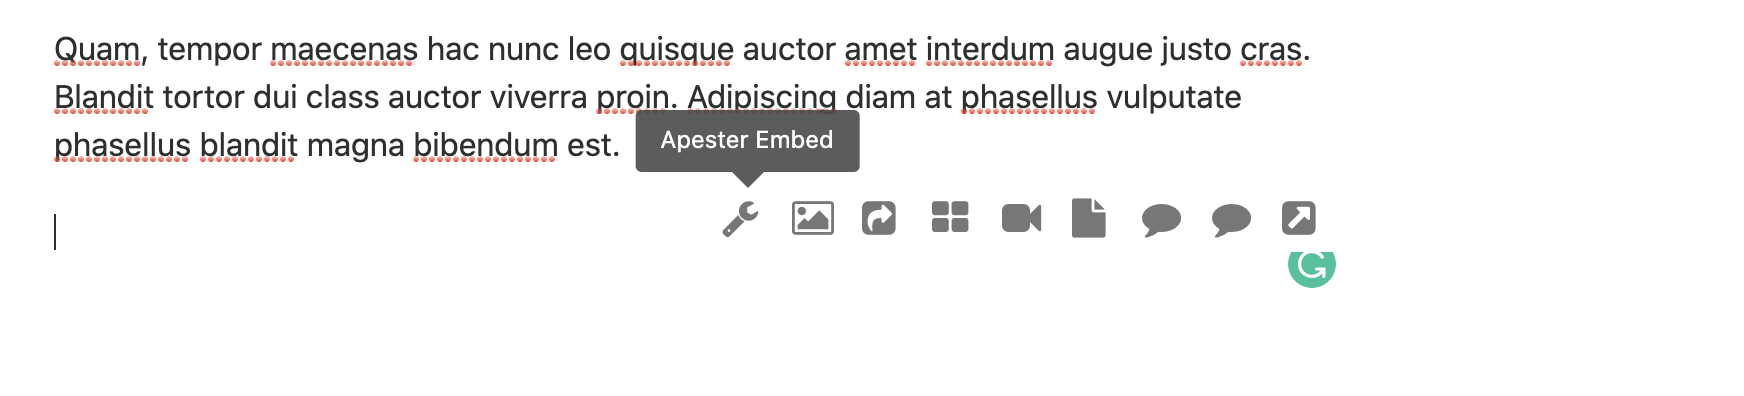 Quam, tempor maecenas hac nunc leo quisque auctor amet interdum augue justo cras.
Blandit tortor dui class auctor viverra proin. Adipiscing diam at phasellus vulputate
phasellus blandit magna bibendum est.
Apester Embed